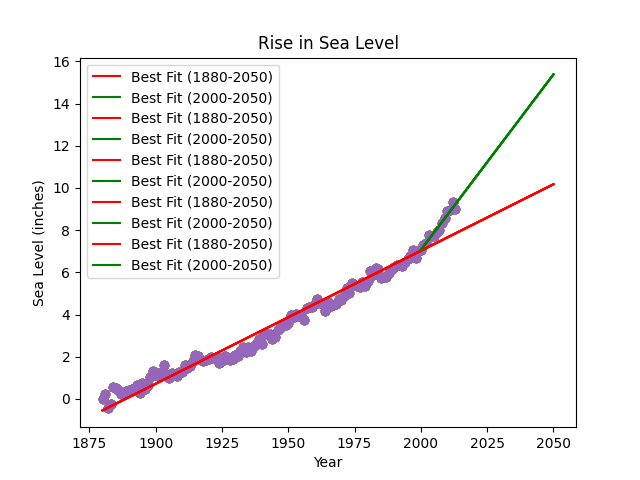 Rise in Sea Level
Best Fit (1880-2050)
Best Fit (2000-2050)
Best Fit (1880-2050)
Best Fit (2000-2050)
Best Fit (1880-2050)
Best Fit (2000-2050)
Best Fit (1880-2050)
Best Fit (2000-2050)
Best Fit (1880-2050)
Best Fit (2000-2050)
Sea Level (inches)
16
14
12
10
8
6
4
2
0
1875 1900 1925 1950 1975 2000 2025 2050
Year